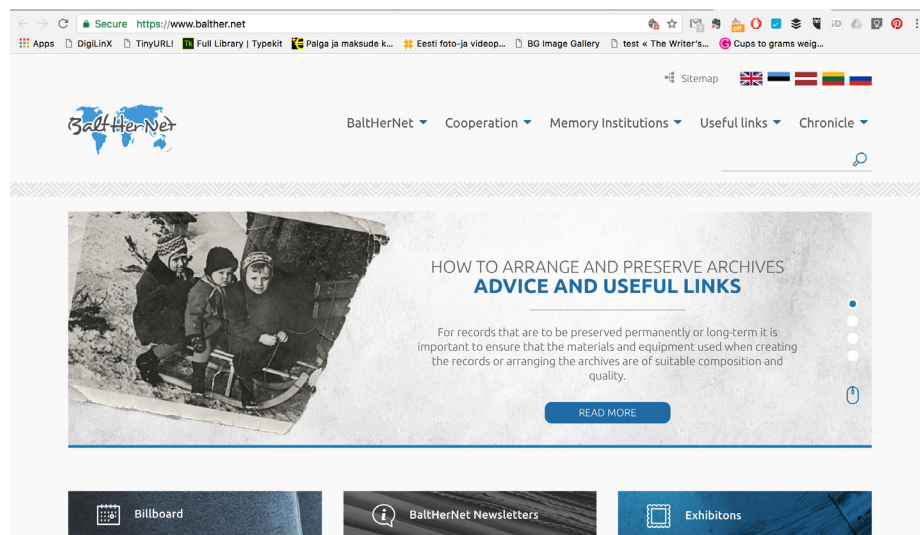 Secure https://www.balther.net
Apps DigiLinX TinyURL! Tk Full Library | Typekit Palga ja maksude k... Eesti foto-ja videop... BG Image Gallery test « The Writer's... Cups to grams weig...
Sitemap
BaltHerNet
BaltHerNet Cooperation Memory Institutions Useful links Chronicle
HOW TO ARRANGE AND PRESERVE ARCHIVES
ADVICE AND USEFUL LINKS
For records that are to be preserved permanently or long-term it is
important to ensure that the materials and equipment used when creating
the records or arranging the archives are of suitable composition and
quality.
READ MORE
Billboard BaltHerNet Newsletters Exhibitons